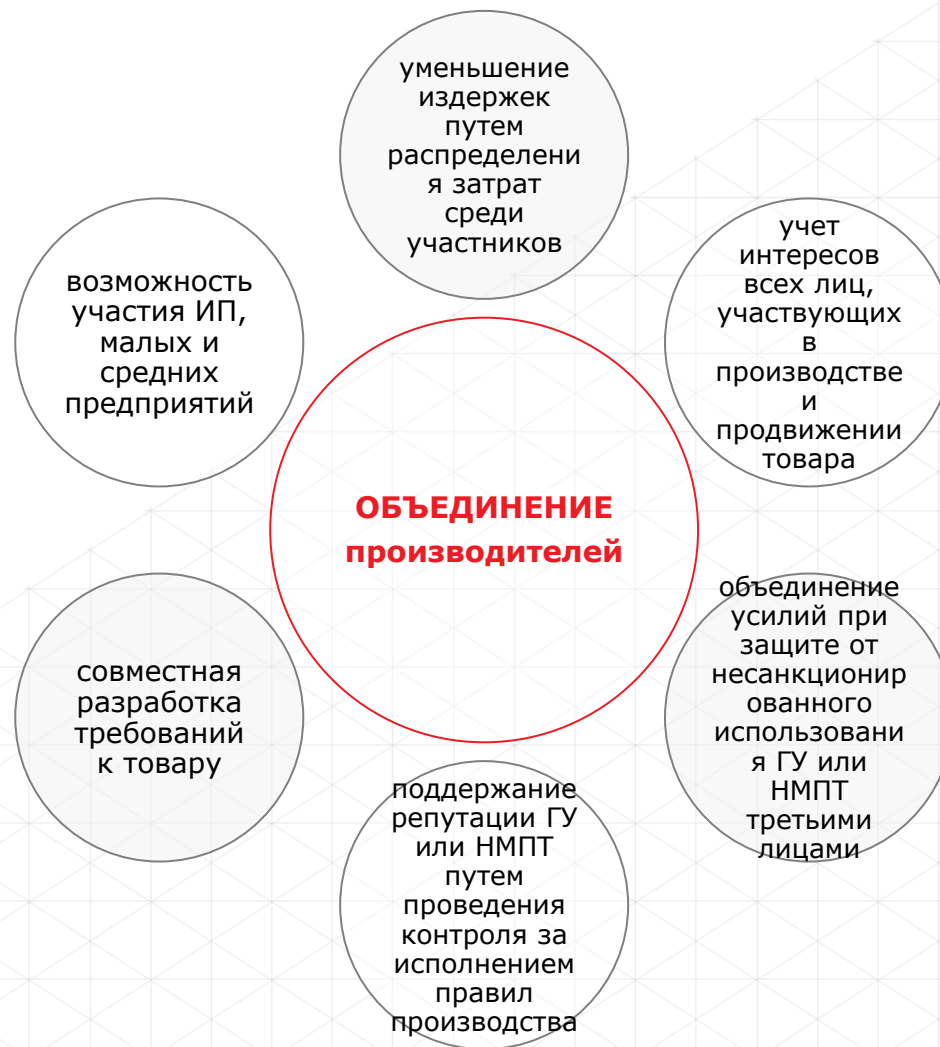 уменьшение
издержек
путем
распределени
я затрат
среди
участников
учет
интересов
всех лиц,
участвующих
в
производстве
и
продвижении
товара
объединение
усилий при
защите от
несанкционир
ованного
использовани
я ГУ или
НМПТ
третьими
лицами
поддержание
репутации ГУ
или НМПТ
путем
проведения
контроля за
исполнением
правил
производства
совместная
разработка
требований
к товару
возможность
участия ИП,
малых и
средних
предприятий
ОБЪЕДИНЕНИЕ
производителей